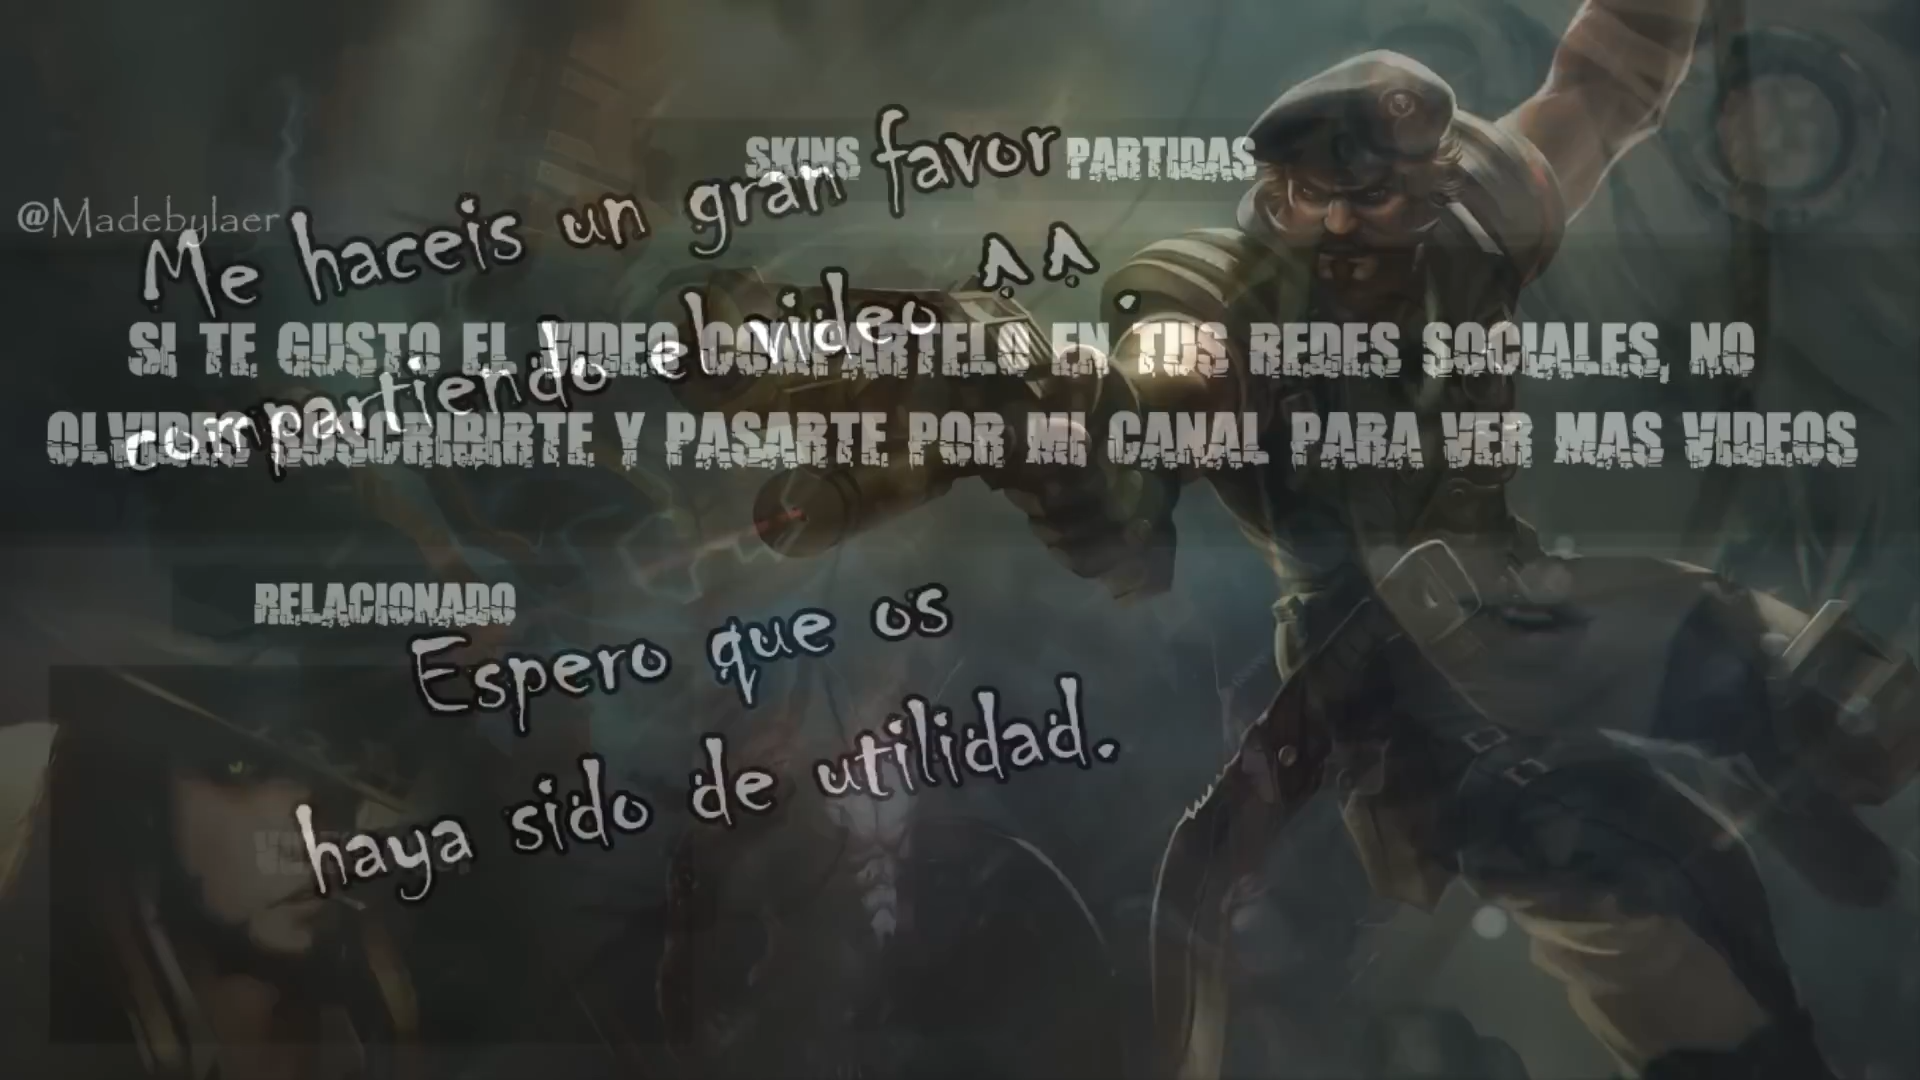 SKINS
PARTIDAS
@Madebylaer
Me haceis un gran favor
compartiendo el video ^^.
SI TE GUSTO EL VIDEO COMPARTELO EN TUS REDES SOCIALES, NO
OLVIDES SUSCRIBIRTE Y PASARTE POR MI CANAL PARA VER MAS VIDEOS
RELACIONADO
Espero que os
haya sido de utilidad.